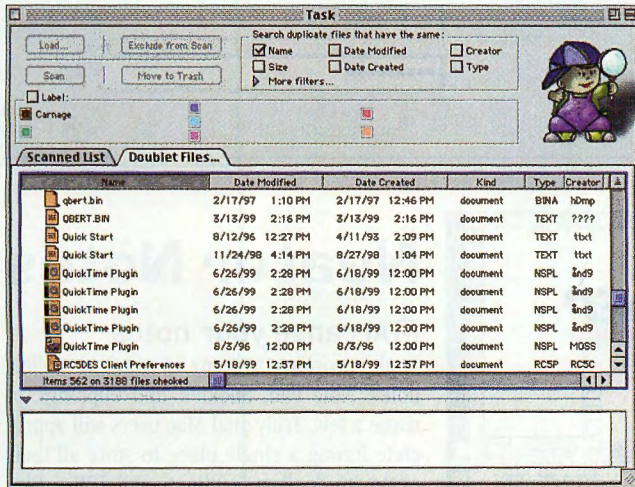 Task
Search duplicate files that have the same:
Load... Exclude from Scan
Name Date Modified Creator
Scan Move to Trash
Size Date Created Type
More filters...
Label:
Carnage
Scanned List Doublet Files...
Name Date Modified Date Created Kind Type Creator
qbert.bin 2/17/97 1:10 PM 2/17/97 12:46 PM document BINA hDmp
QBERT.BIN 3/13/99 2:16 PM 3/13/99 2:16 PM document TEXT ????
Quick Start 8/12/96 12:27 PM 4/11/93 2:09 PM document TEXT ttxt
Quick Start 11/24/98 4:14 PM 8/27/98 1:04 PM document TEXT ttxt
QuickTime Plugin 6/26/99 2:28 PM 6/18/99 12:00 PM document NSPL ånd9
QuickTime Plugin 6/26/99 2:28 PM 6/18/99 12:00 PM document NSPL ånd9
QuickTime Plugin 6/26/99 2:28 PM 6/18/99 12:00 PM document NSPL ånd9
QuickTime Plugin 6/26/99 2:28 PM 6/18/99 12:00 PM document NSPL ånd9
QuickTime Plugin 8/3/96 12:00 PM 8/3/96 12:00 PM document NSPL MOSS
RC5DES Client Preferences 5/18/99 12:57 PM 5/18/99 12:57 PM document RC5P RC5C
Items 562 on 3188 files checked